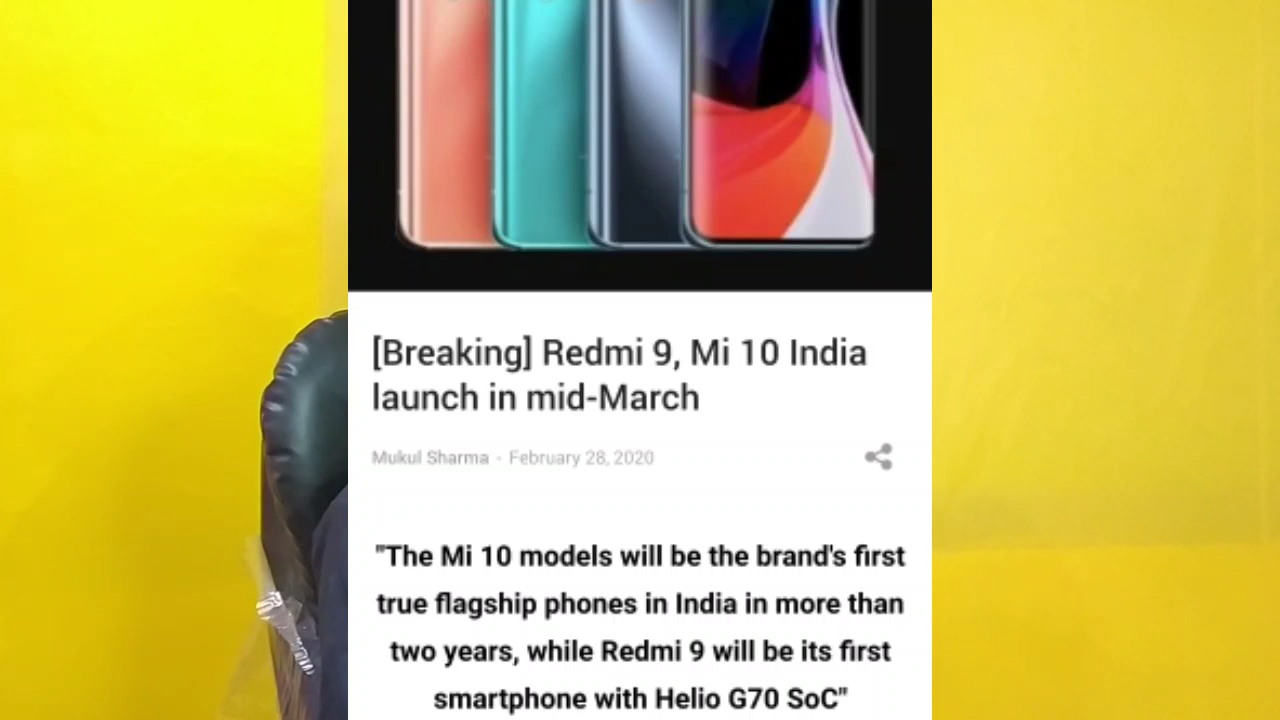 [Breaking] Redmi 9, Mi 10 India
launch in mid-March
Mukul Sharma - February 28, 2020
"The Mi 10 models will be the brand's first
true flagship phones in India in more than
two years, while Redmi 9 will be its first
smartphone with Helio G70 SoC"